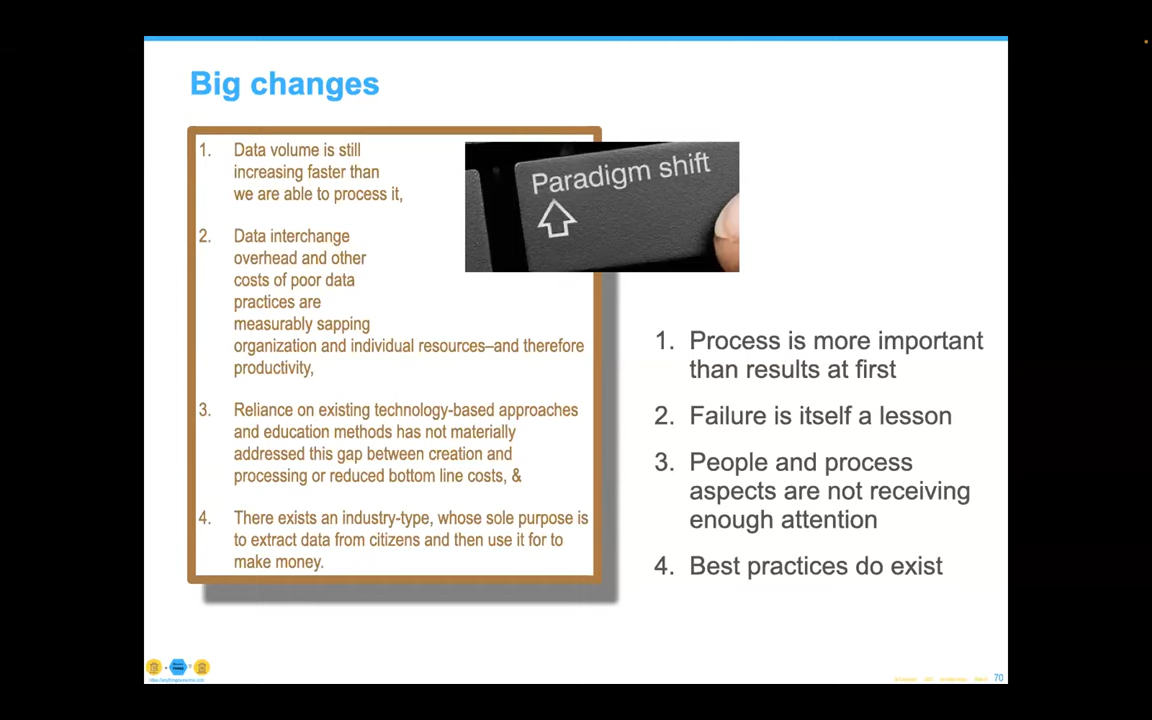 Big changes
1. Data volume is still
increasing faster than
we are able to process it,
2. Data interchange
overhead and other
costs of poor data
practices are
measurably sapping
organization and individual resources–and therefore
productivity,
3. Reliance on existing technology-based approaches
and education methods has not materially
addressed this gap between creation and
processing or reduced bottom line costs, &
4. There exists an industry-type, whose sole purpose is
to extract data from citizens and then use it for to
make money.
Paradigm shift
1. Process is more important
than results at first
2. Failure is itself a lesson
3. People and process
aspects are not receiving
enough attention
4. Best practices do exist
70